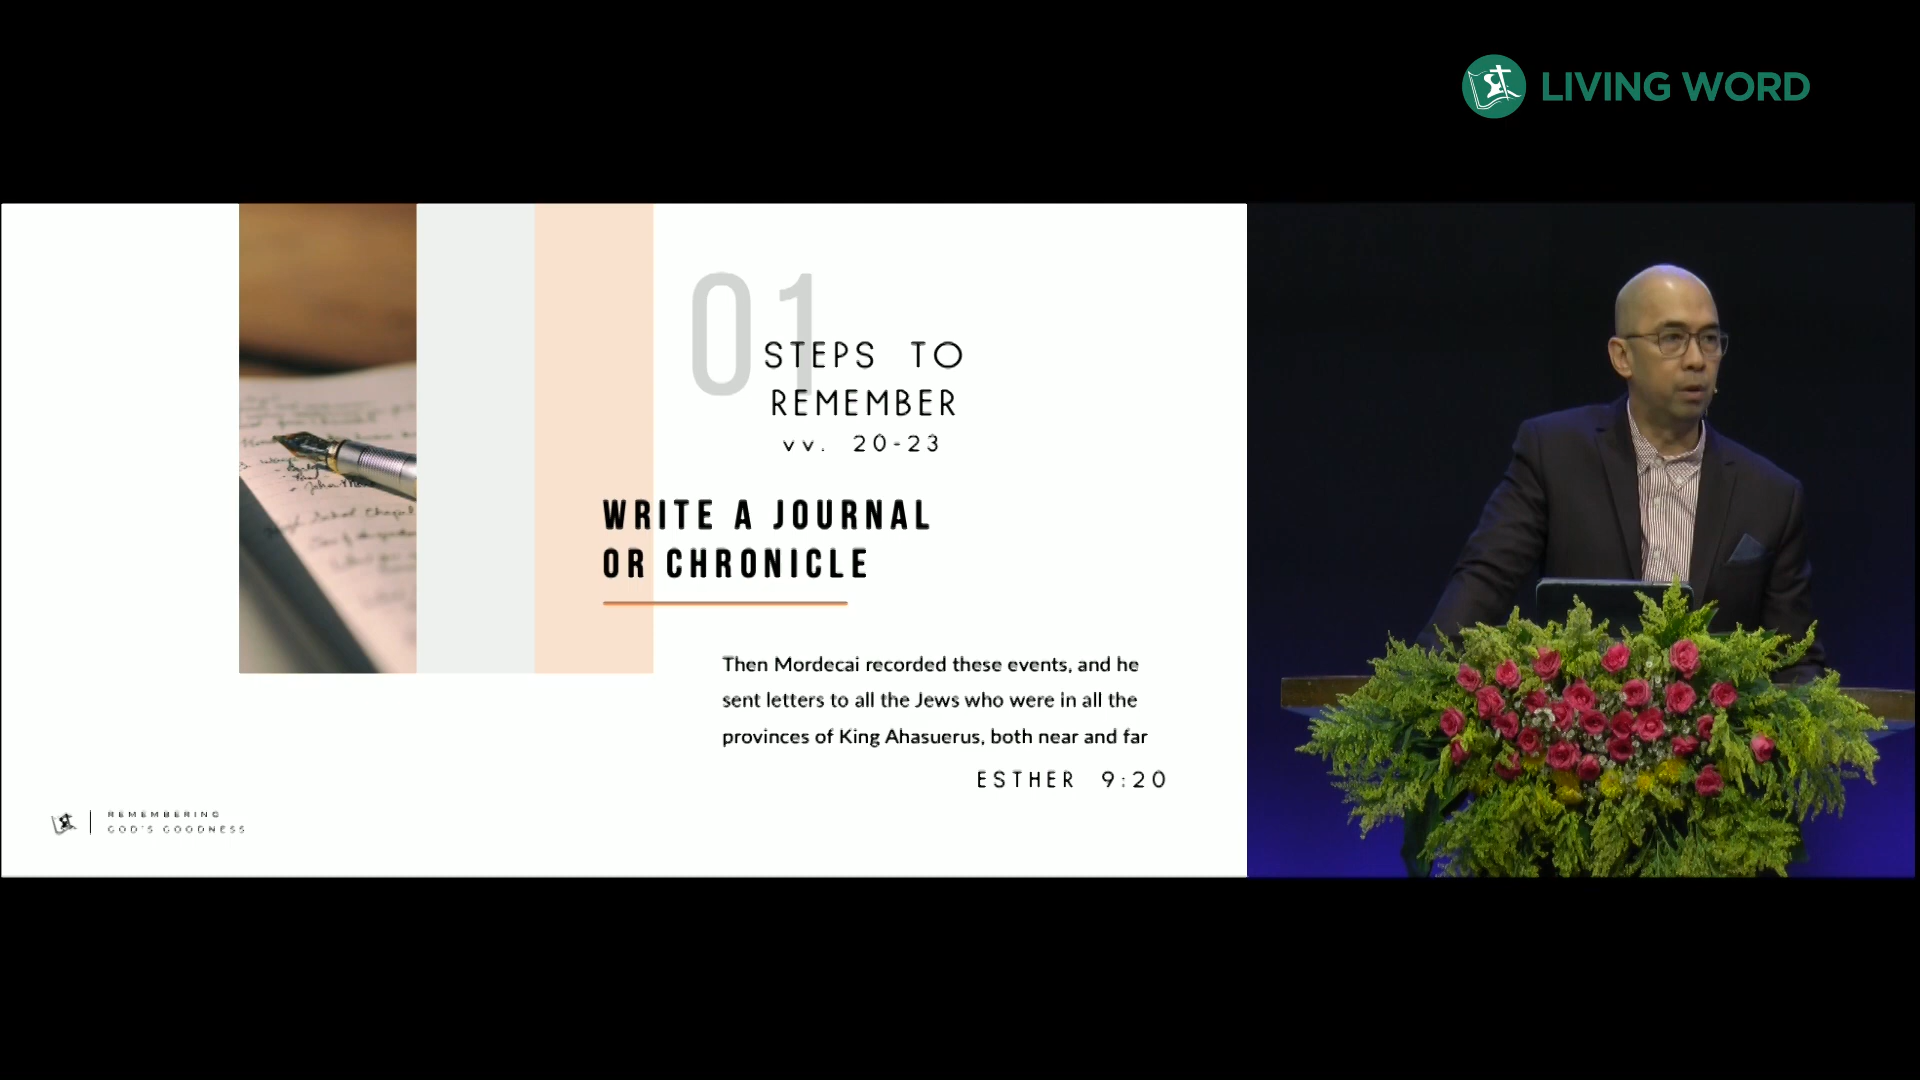 LIVING WORD
01
STEPS TO
REMEMBER
vv. 20-23
WRITE A JOURNAL
OR CHRONICLE
Then Mordecai recorded these events, and he
sent letters to all the Jews who were in all the
provinces of King Ahasuerus, both near and far
ESTHER 9:20
REMEMBERING
GOD'S GOODNESS